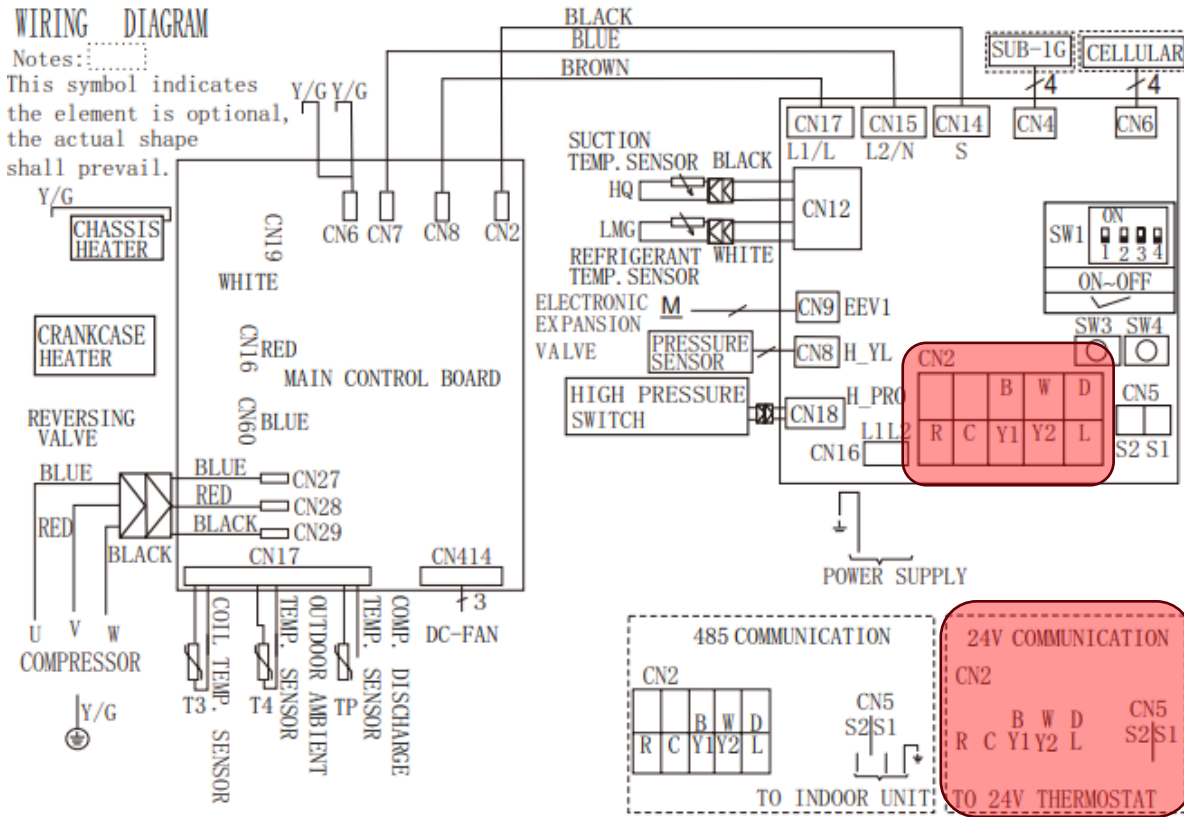 WIRING DIAGRAM
Notes:
This symbol indicates
the element is optional,
the actual shape
shall prevail.
Y/G
CHASSIS
HEATER
CRANKCASE
HEATER
REVERSING
VALVE
BLUE
RED
BLACK
U V W
COMPRESSOR
Y/G
Y/G Y/G
CN6 CN7 CN8 CN2
CN19
WHITE
CN16 RED
MAIN CONTROL BOARD
CN60 BLUE
BLUE CN27
RED CN28
BLACK CN29
CN17
CN414
3
DC-FAN
T3
COIL TEMP. SENSOR
T4
OUTDOOR AMBIENT
TEMP. SENSOR
TP
COMP. DISCHARGE
TEMP. SENSOR
BLACK
BLUE
BROWN
SUB-1G
CELLULAR
4
4
CN17 CN15 CN14 CN4 CN6
L1/L L2/N S
SUCTION
TEMP. SENSOR BLACK
HQ
CN12
LMG
REFRIGERANT WHITE
TEMP. SENSOR
ELECTRONIC
EXPANSION
VALVE
M
CN9 EEV1
PRESSURE
SENSOR
CN8 H_YL
HIGH PRESSURE
SWITCH
CN18
H_PRO
L1L2
CN16
SW1
ON
1 2 3 4
ON~OFF
SW3 SW4
CN2
B W D
R C Y1 Y2 L
CN5
S2 S1
POWER SUPPLY
485 COMMUNICATION
CN2
B W D
R C Y1 Y2 L
CN5
S2S1
TO INDOOR UNIT
24V COMMUNICATION
CN2
B W D
R C Y1 Y2 L
CN5
S2S1
TO 24V THERMOSTAT